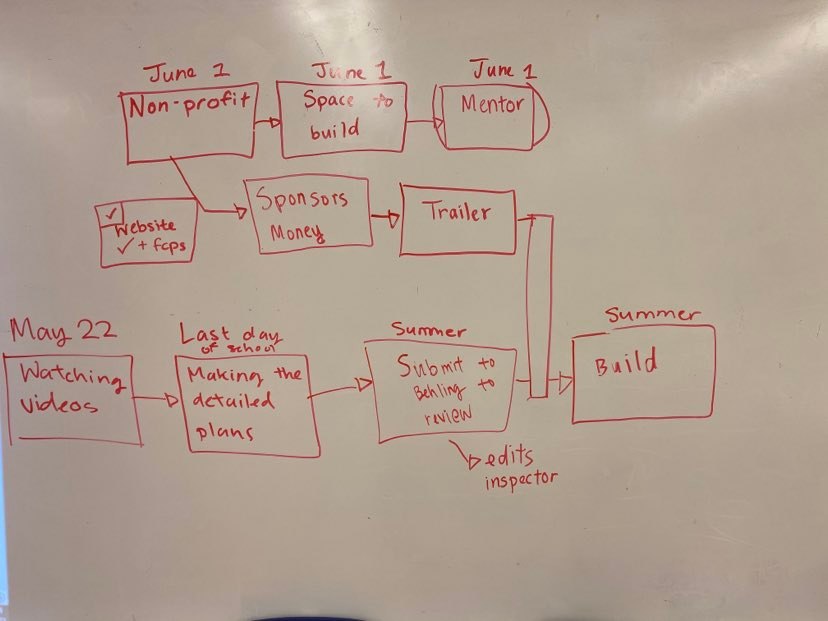 June 1
Non-profit
June 1
Space to
build
June 1
Mentor
✓
Website
✓ + fcps
Sponsors
Money
Trailer
May 22
Watching
videos
Last day
of school
Making the
detailed
plans
Summer
Submit to
Behling to
review
edits
inspector
Summer
Build